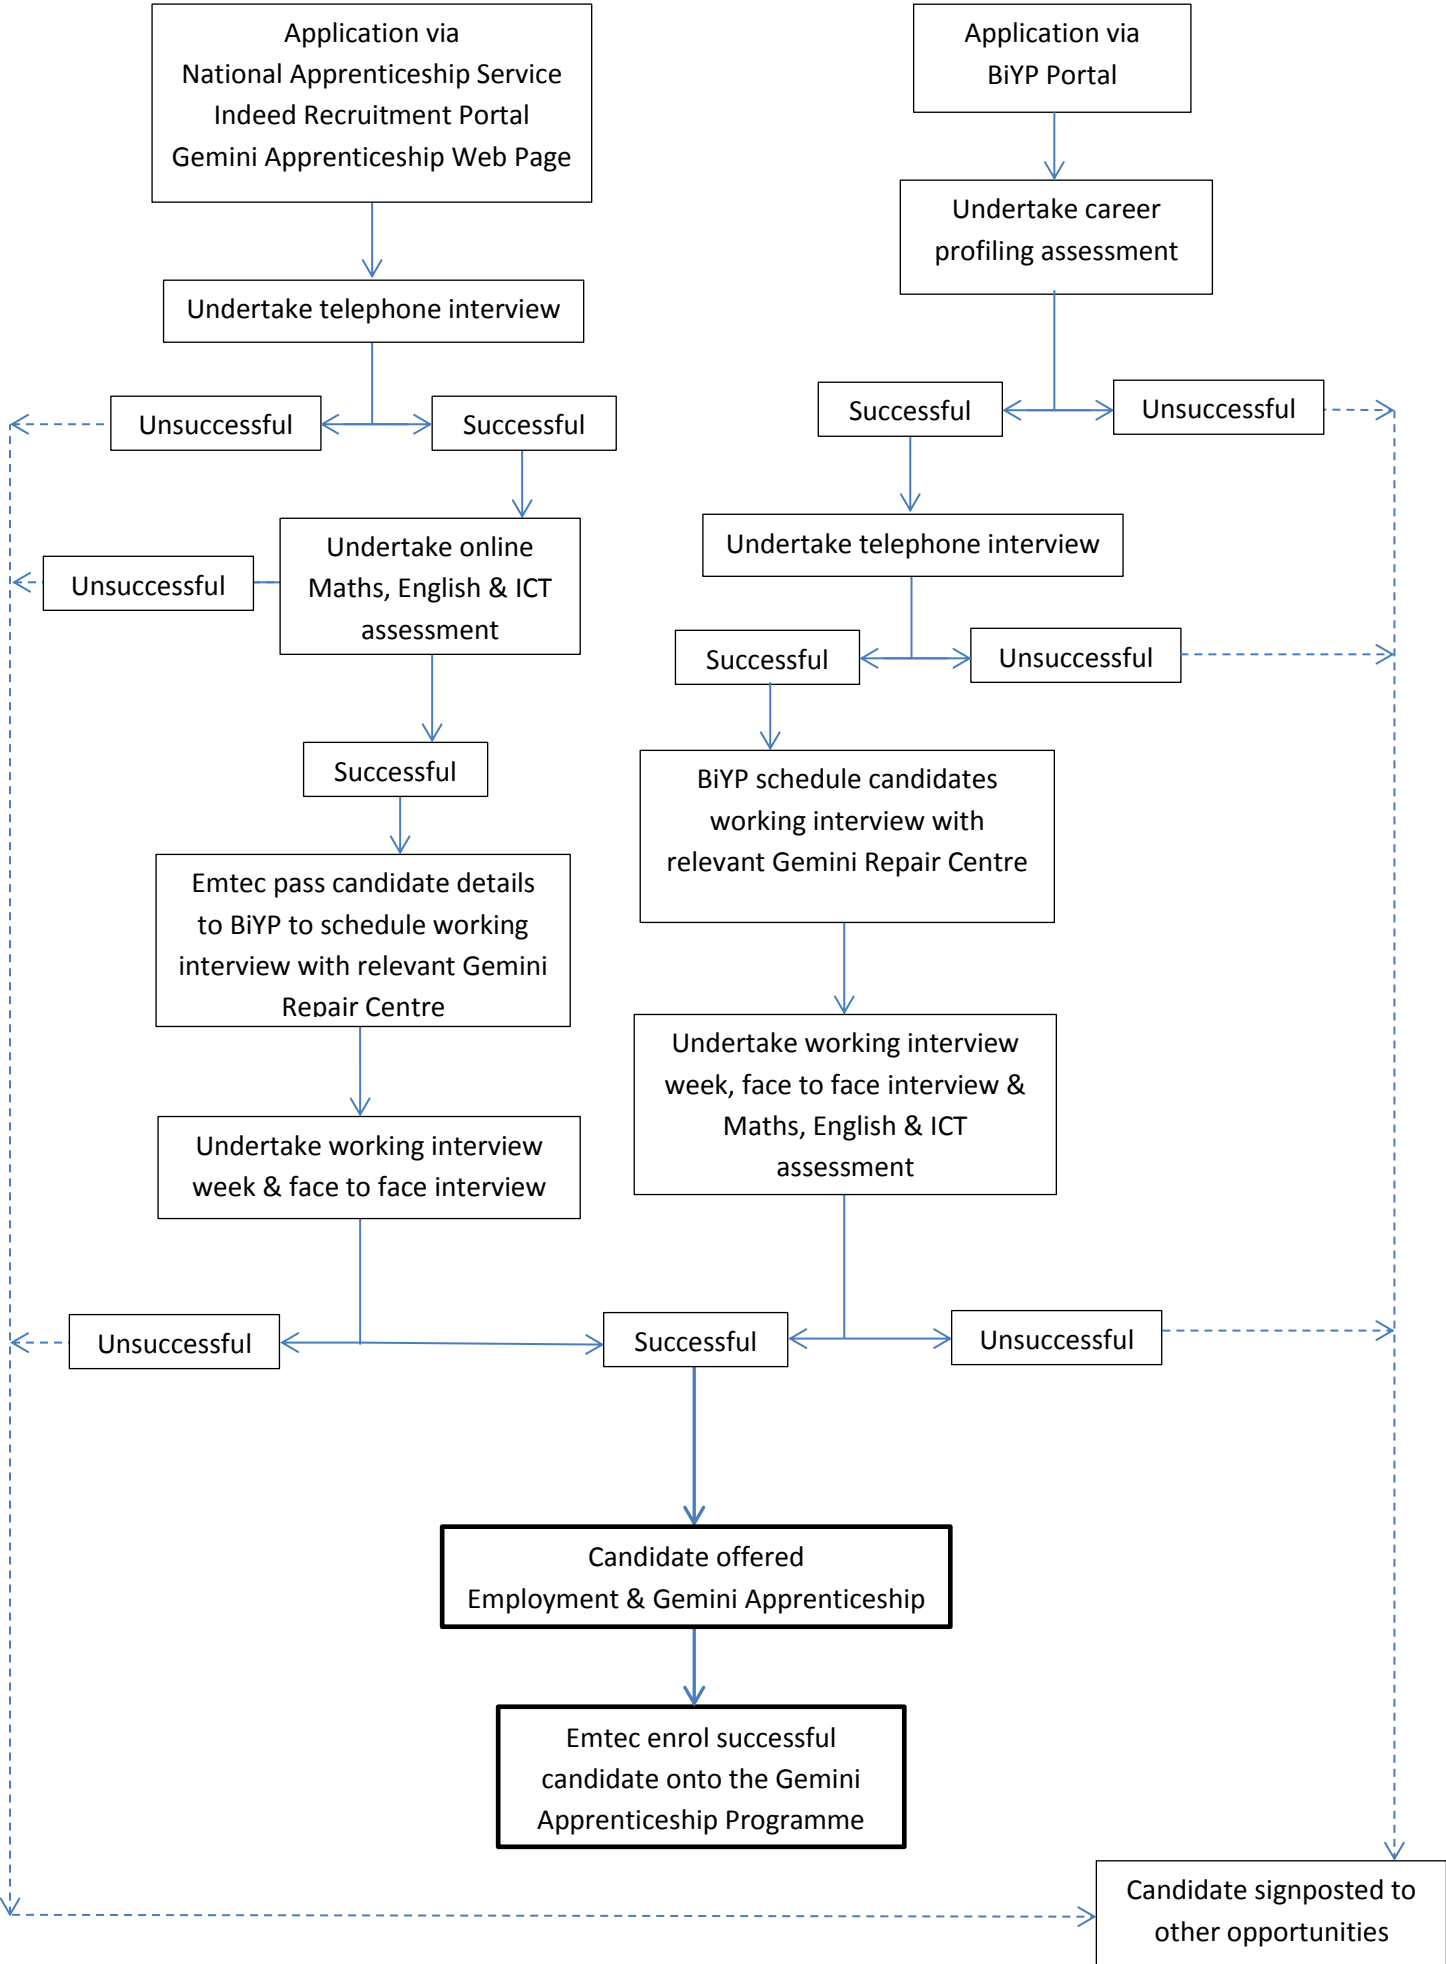 Application via
National Apprenticeship Service
Indeed Recruitment Portal
Gemini Apprenticeship Web Page
Application via
BiYP Portal
Undertake career
profiling assessment
Undertake telephone interview
Unsuccessful
Successful
Successful
Unsuccessful
Undertake online
Maths, English & ICT
assessment
Unsuccessful
Undertake telephone interview
Successful
Unsuccessful
Successful
BiYP schedule candidates
working interview with
relevant Gemini Repair Centre
Emtec pass candidate details
to BiYP to schedule working
interview with relevant Gemini
Repair Centre
Undertake working interview
week, face to face interview &
Maths, English & ICT
assessment
Undertake working interview
week & face to face interview
Unsuccessful
Successful
Unsuccessful
Candidate offered
Employment & Gemini Apprenticeship
Emtec enrol successful
candidate onto the Gemini
Apprenticeship Programme
Candidate signposted to
other opportunities